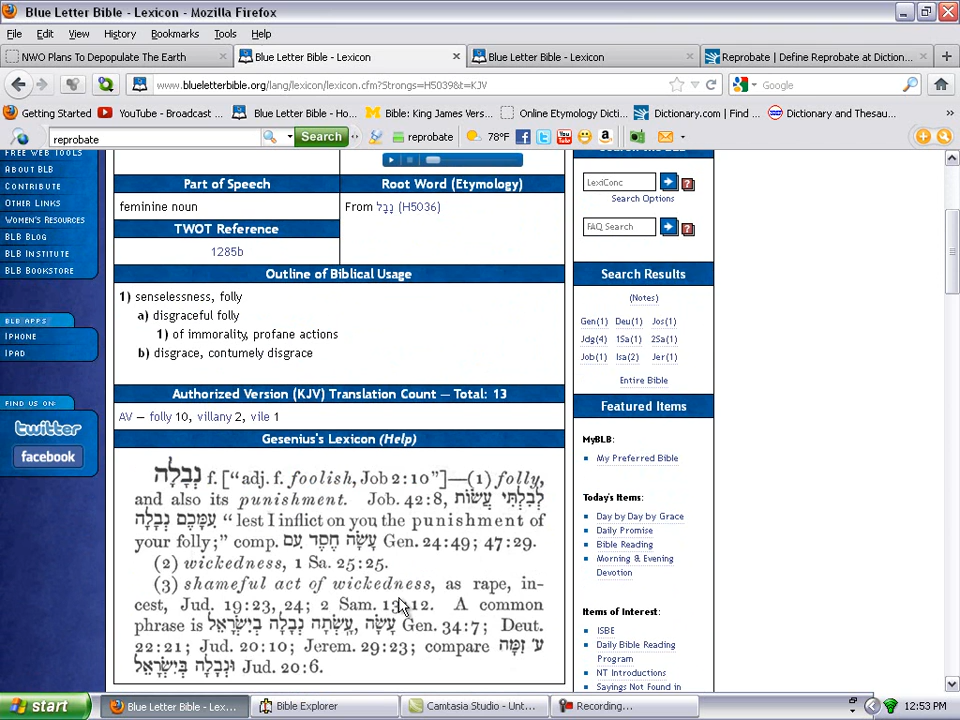 Blue Letter Bible - Lexicon - Mozilla Firefox
File Edit View History Bookmarks Tools Help
NWO Plans To Depopulate The Earth
Blue Letter Bible - Lexicon
Blue Letter Bible - Lexicon
Reprobate | Define Reprobate at Diction...
www.blueletterbible.org/lang/lexicon/lexicon.cfm?Strongs=H5039&t=KJV
Google
Getting Started YouTube - Broadcast ... Blue Letter Bible - Ho... Bible: King James Vers... Online Etymology Dicti... Dictionary.com | Find ... Dictionary and Thesau...
reprobate Search reprobate 78°F
FREE WEB TOOLS
ABOUT BLB
CONTRIBUTE
OTHER LINKS
WOMEN'S RESOURCES
BLB BLOG
BLB INSTITUTE
BLB BOOKSTORE
BLB APPS
IPHONE
IPAD
FIND US ON:
twitter
facebook
Part of Speech
feminine noun
TWOT Reference
1285b
Root Word (Etymology)
From נָבָל (H5036)
Outline of Biblical Usage
1) senselessness, folly
a) disgraceful folly
1) of immorality, profane actions
b) disgrace, contumely disgrace
Authorized Version (KJV) Translation Count — Total: 13
AV — folly 10, villany 2, vile 1
Gesenius's Lexicon (Help)
נְבָלָה f. ["adj. f. foolish, Job 2:10"]—(1) folly,
and also its punishment. Job. 42:8, לְבִלְתִּי עֲשׂוֹת
עִמָּכֶם נְבָלָה "lest I inflict on you the punishment of
your folly;" comp. עָשָׂה חֶסֶד עִם Gen. 24:49; 47:29.
(2) wickedness, 1 Sa. 25:25.
(3) shameful act of wickedness, as rape, in-
cest, Jud. 19:23, 24; 2 Sam. 13:12. A common
phrase is עָשָׂה, עָשְׂתָה נְבָלָה בְּיִשְׂרָאֵל Gen. 34:7; Deut.
22:21; Jud. 20:10; Jerem. 29:23; compare ע׳ זִמָּה
וּנְבָלָה בְּיִשְׂרָאֵל Jud. 20:6.
LexiConc
Search Options
FAQ Search
Search Results
(Notes)
Gen(1) Deu(1) Jos(1)
Jdg(4) 1Sa(1) 2Sa(1)
Job(1) Isa(2) Jer(1)
Entire Bible
Featured Items
MyBLB:
My Preferred Bible
Today's Items:
Day by Day by Grace
Daily Promise
Bible Reading
Morning & Evening
Devotion
Items of Interest:
ISBE
Daily Bible Reading
Program
NT Introductions
Sayings Not Found in
start Blue Letter Bible - Lex... Bible Explorer Camtasia Studio - Unt... Recording... 12:53 PM